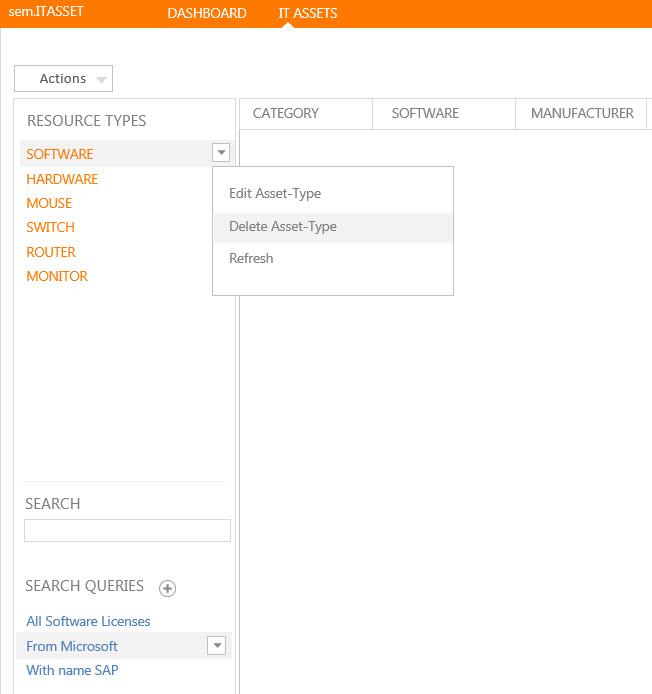 sem.ITASSET DASHBOARD IT ASSETS
Actions
RESOURCE TYPES
SOFTWARE
HARDWARE
MOUSE
SWITCH
ROUTER
MONITOR
CATEGORY SOFTWARE MANUFACTURER
Edit Asset-Type
Delete Asset-Type
Refresh
SEARCH
SEARCH QUERIES
All Software Licenses
From Microsoft
With name SAP